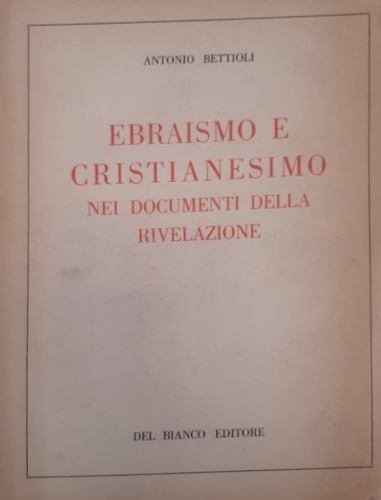 ANTONIO BETTIOLI
EBRAISMO E
CRISTIANESIMO
NEI DOCUMENTI DELLA
RIVELAZIONE
DEL BIANCO EDITORE